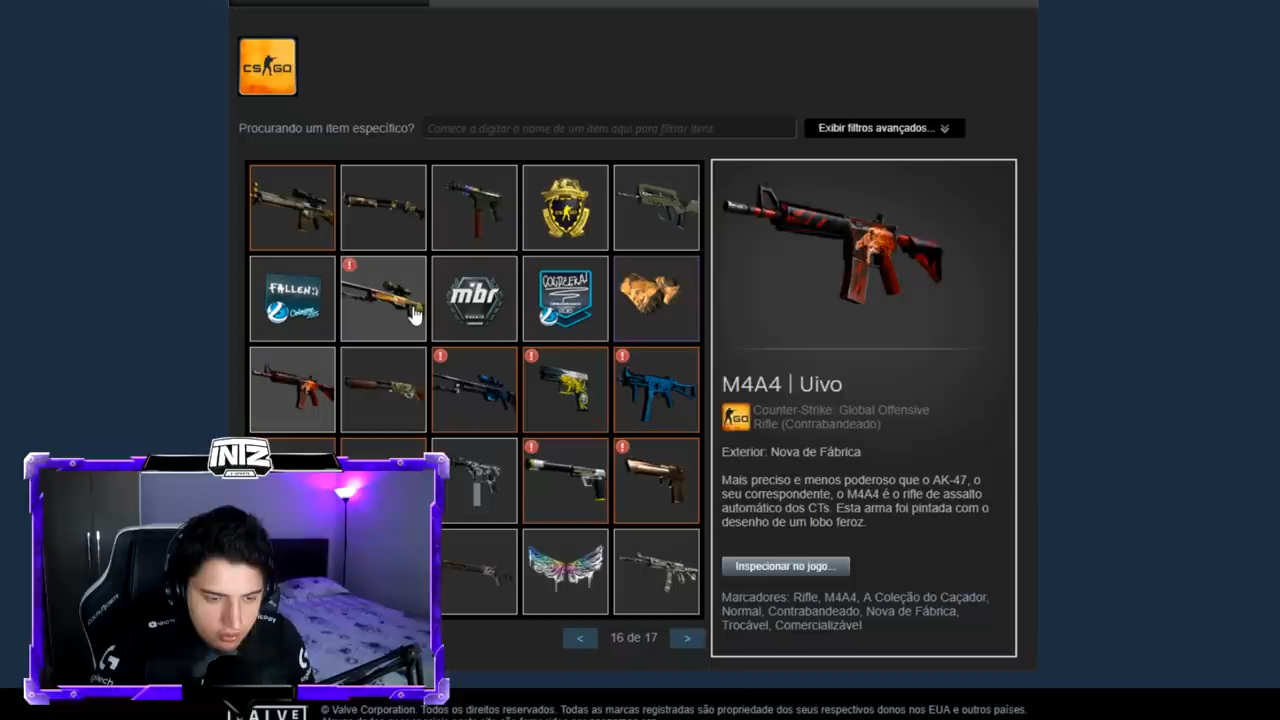 CS GO
Procurando um item específico?
Comece a digitar o nome de um item aqui para filtrar itens
Exibir filtros avançados...
FALLEN:)
Cologne
mibr
M4A4 | Uivo
GO
Counter-Strike: Global Offensive
Rifle (Contrabandeado)
Exterior: Nova de Fábrica
Mais preciso e menos poderoso que o AK-47, o
seu correspondente, o M4A4 é o rifle de assalto
automático dos CTs. Esta arma foi pintada com o
desenho de um lobo feroz.
Inspecionar no jogo...
Marcadores: Rifle, M4A4, A Coleção do Caçador,
Normal, Contrabandeado, Nova de Fábrica,
Trocável, Comercializável
< 16 de 17 >
INTZ
VALVE
© Valve Corporation. Todos os direitos reservados. Todas as marcas registradas são propriedade dos seus respectivos donos nos EUA e outros países.